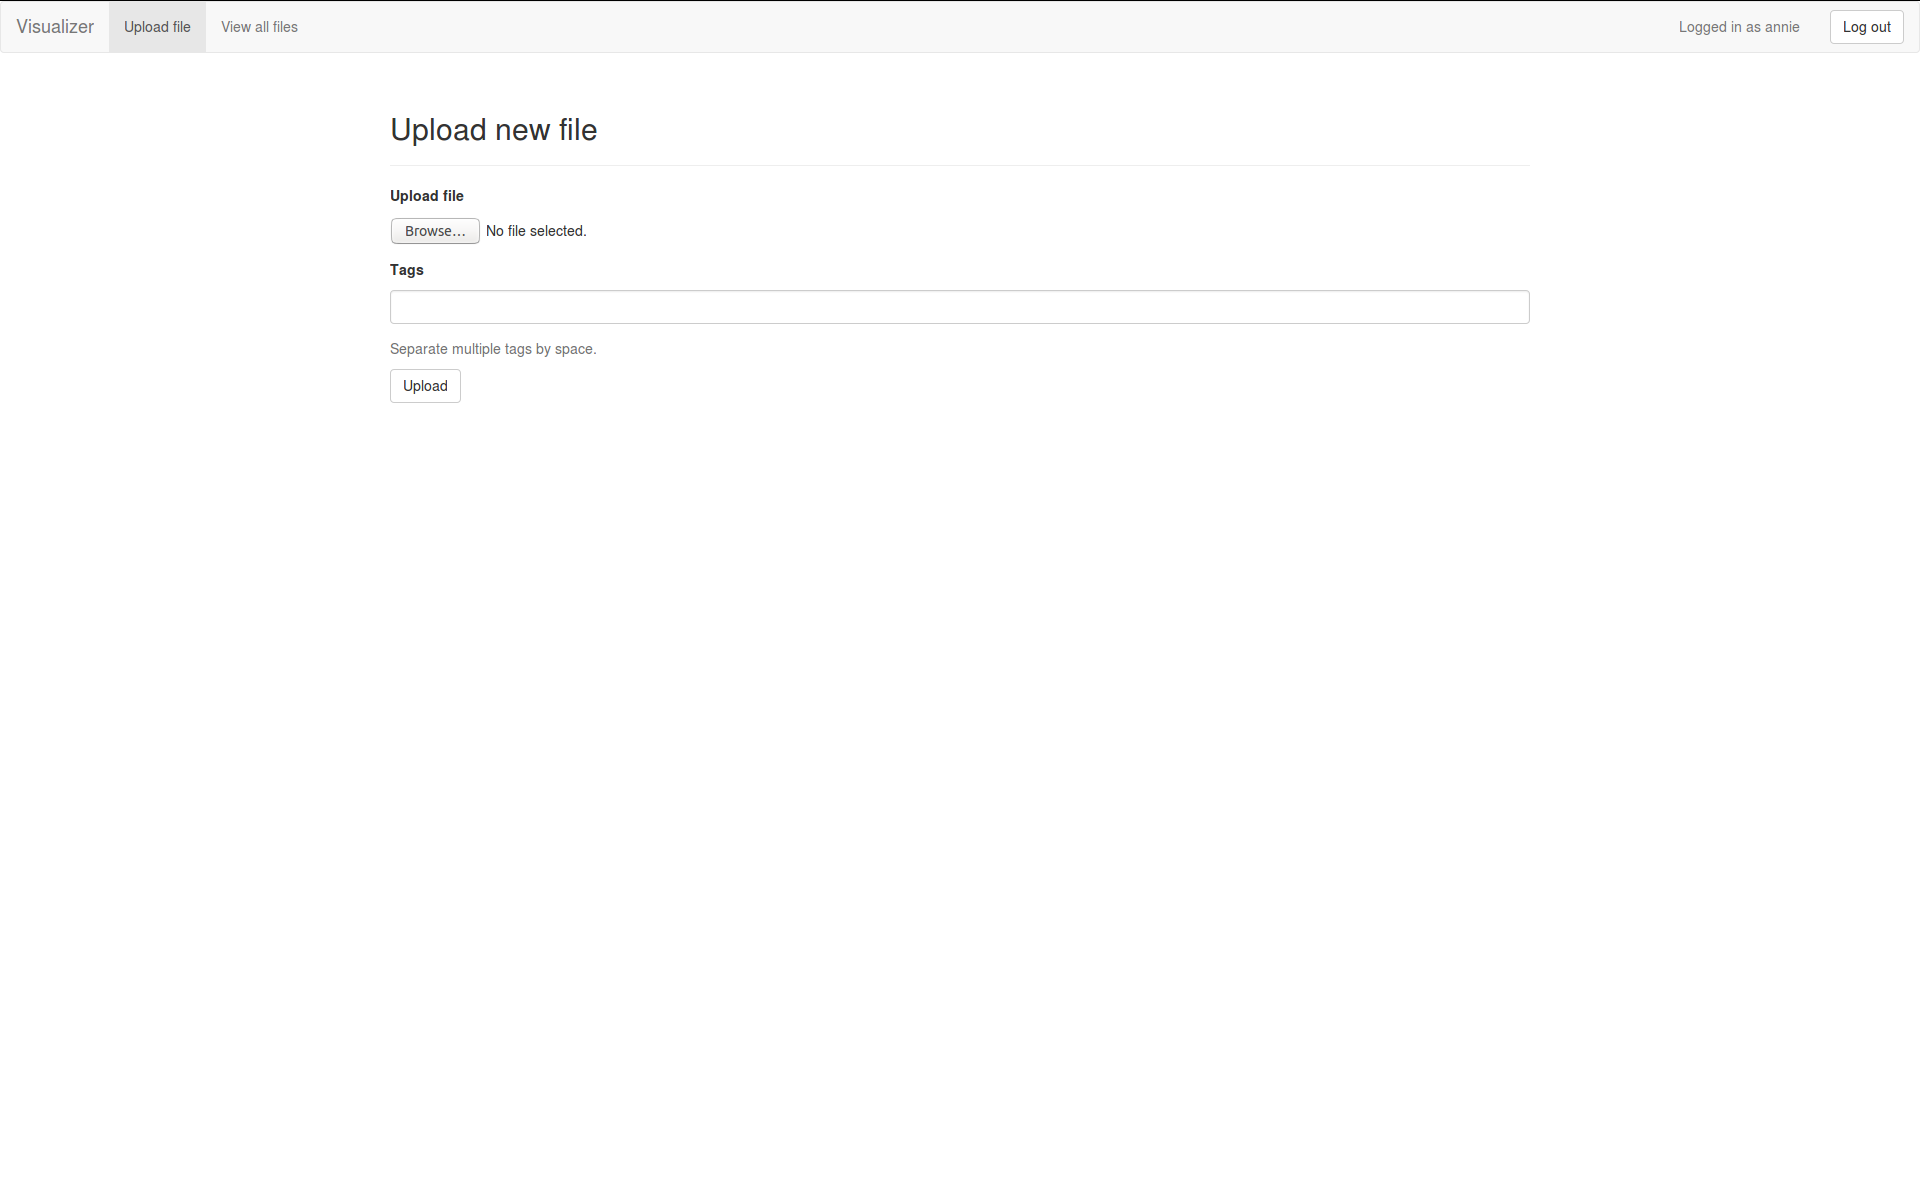 Visualizer Upload file View all files Logged in as annie Log out
Upload new file
Upload file
Browse... No file selected.
Tags
Separate multiple tags by space.
Upload